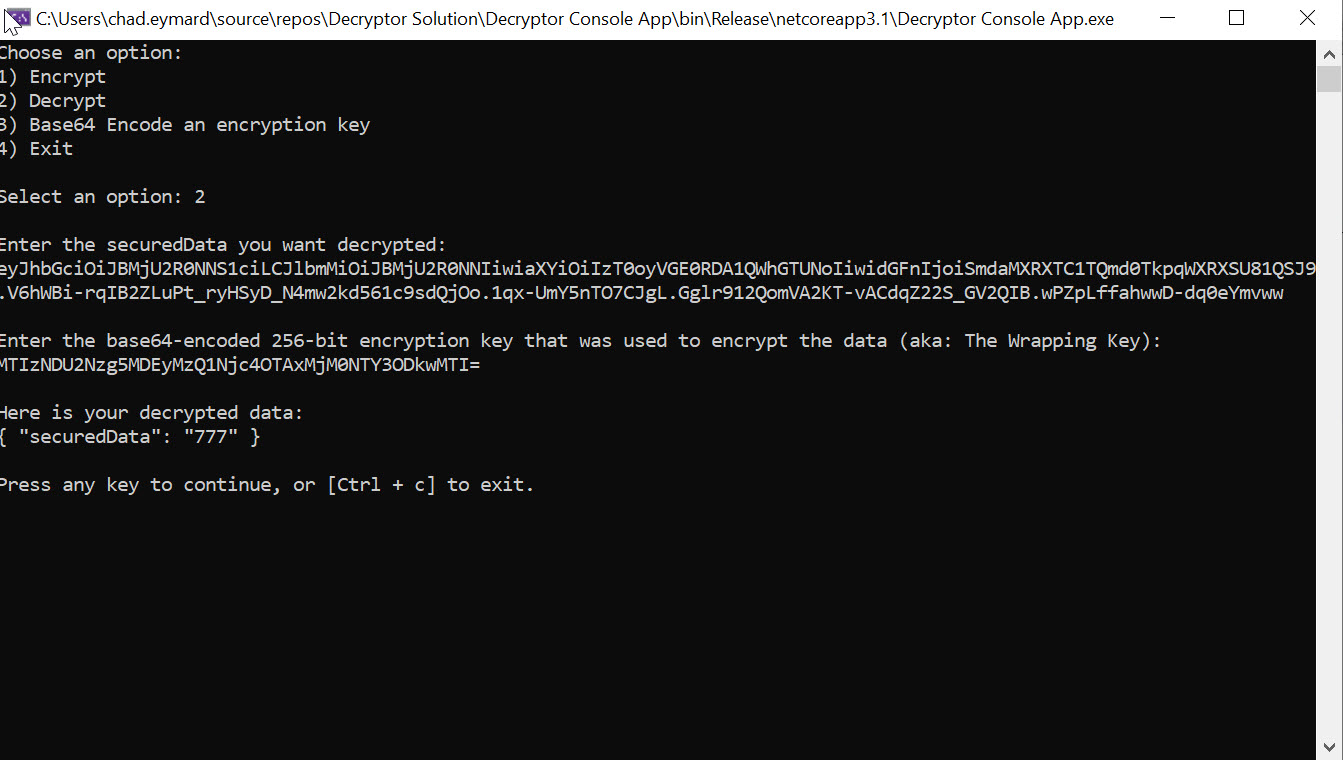 C:\Users\chad.eymard\source\repos\Decryptor Solution\Decryptor Console App\bin\Release\netcoreapp3.1\Decryptor Console App.exe
Choose an option:
1) Encrypt
2) Decrypt
3) Base64 Encode an encryption key
4) Exit
Select an option: 2
Enter the securedData you want decrypted:
eyJhbGciOiJBMjU2R0NNS1ciLCJlbmMiOiJBMjU2R0NNIiwiaXYiOiIzT0oyVGE0RDA1QWhGTUNoIiwidGFnIjoiSmdaMXRXTC1TQmd0TkpqWXRXSU81QSJ9
.V6hWBi-rqIB2ZLuPt_ryHSyD_N4mw2kd561c9sdQjOo.1qx-UmY5nTO7CJgL.Gglr912QomVA2KT-vACdqZ22S_GV2QIB.wPZpLffahwwD-dq0eYmvww
Enter the base64-encoded 256-bit encryption key that was used to encrypt the data (aka: The Wrapping Key):
MTIzNDU2Nzg5MDEyMzQ1Njc4OTAxMjM0NTY3ODkwMTI=
Here is your decrypted data:
{ "securedData": "777" }
Press any key to continue, or [Ctrl + c] to exit.